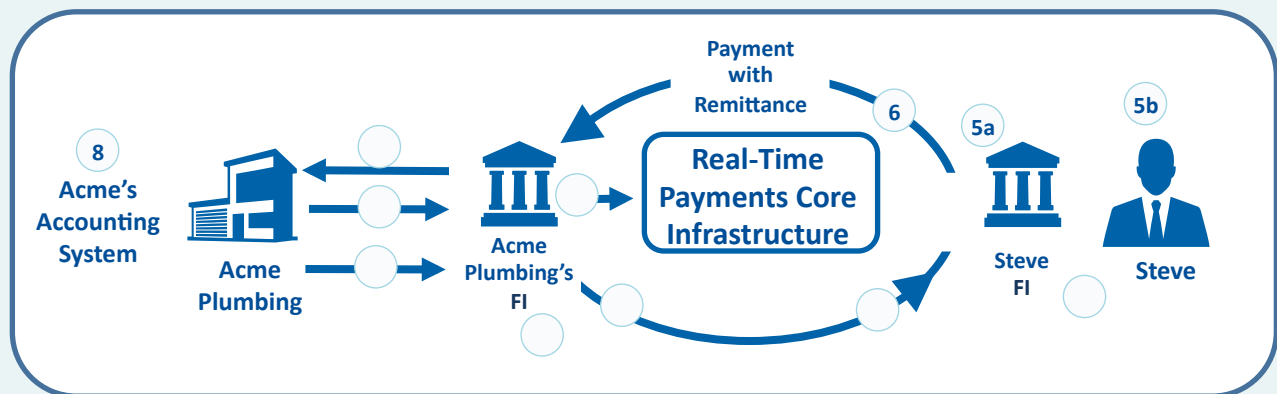 8
Acme's
Accounting
System
Acme
Plumbing
Acme
Plumbing's
FI
Payment
with
Remittance
6
Real-Time
Payments Core
Infrastructure
5a
Steve
FI
5b
Steve